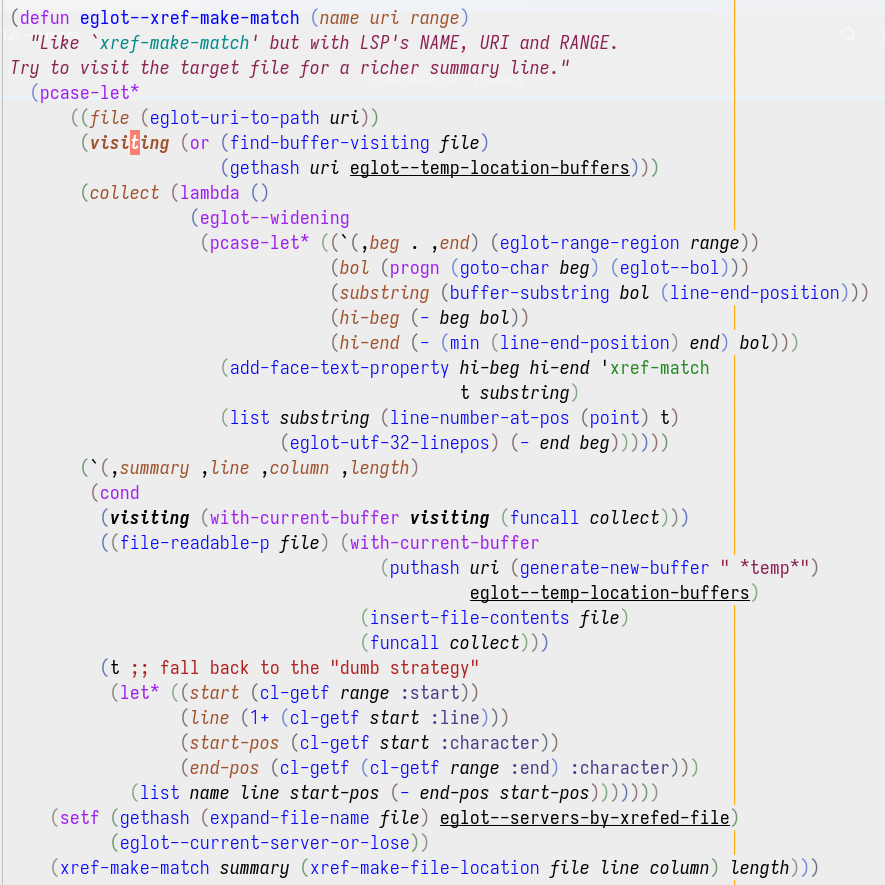 (defun eglot--xref-make-match (name uri range)
  "Like `xref-make-match' but with LSP's NAME, URI and RANGE.
Try to visit the target file for a richer summary line."
  (pcase-let*
      ((file (eglot-uri-to-path uri))
       (visiting (or (find-buffer-visiting file)
                     (gethash uri eglot--temp-location-buffers)))
       (collect (lambda ()
                  (eglot--widening
                   (pcase-let* ((`(,beg . ,end) (eglot-range-region range))
                                (bol (progn (goto-char beg) (eglot--bol)))
                                (substring (buffer-substring bol (line-end-position)))
                                (hi-beg (- beg bol))
                                (hi-end (- (min (line-end-position) end) bol)))
                     (add-face-text-property hi-beg hi-end 'xref-match
                                             t substring)
                     (list substring (line-number-at-pos (point) t)
                           (eglot-utf-32-linepos) (- end beg))))))
       (`(,summary ,line ,column ,length)
        (cond
         (visiting (with-current-buffer visiting (funcall collect)))
         ((file-readable-p file) (with-current-buffer
                                     (puthash uri (generate-new-buffer " *temp*")
                                              eglot--temp-location-buffers)
                                   (insert-file-contents file)
                                   (funcall collect)))
         (t ;; fall back to the "dumb strategy"
          (let* ((start (cl-getf range :start))
                 (line (1+ (cl-getf start :line)))
                 (start-pos (cl-getf start :character))
                 (end-pos (cl-getf (cl-getf range :end) :character)))
            (list name line start-pos (- end-pos start-pos)))))))
    (setf (gethash (expand-file-name file) eglot--servers-by-xrefed-file)
          (eglot--current-server-or-lose))
    (xref-make-match summary (xref-make-file-location file line column) length)))